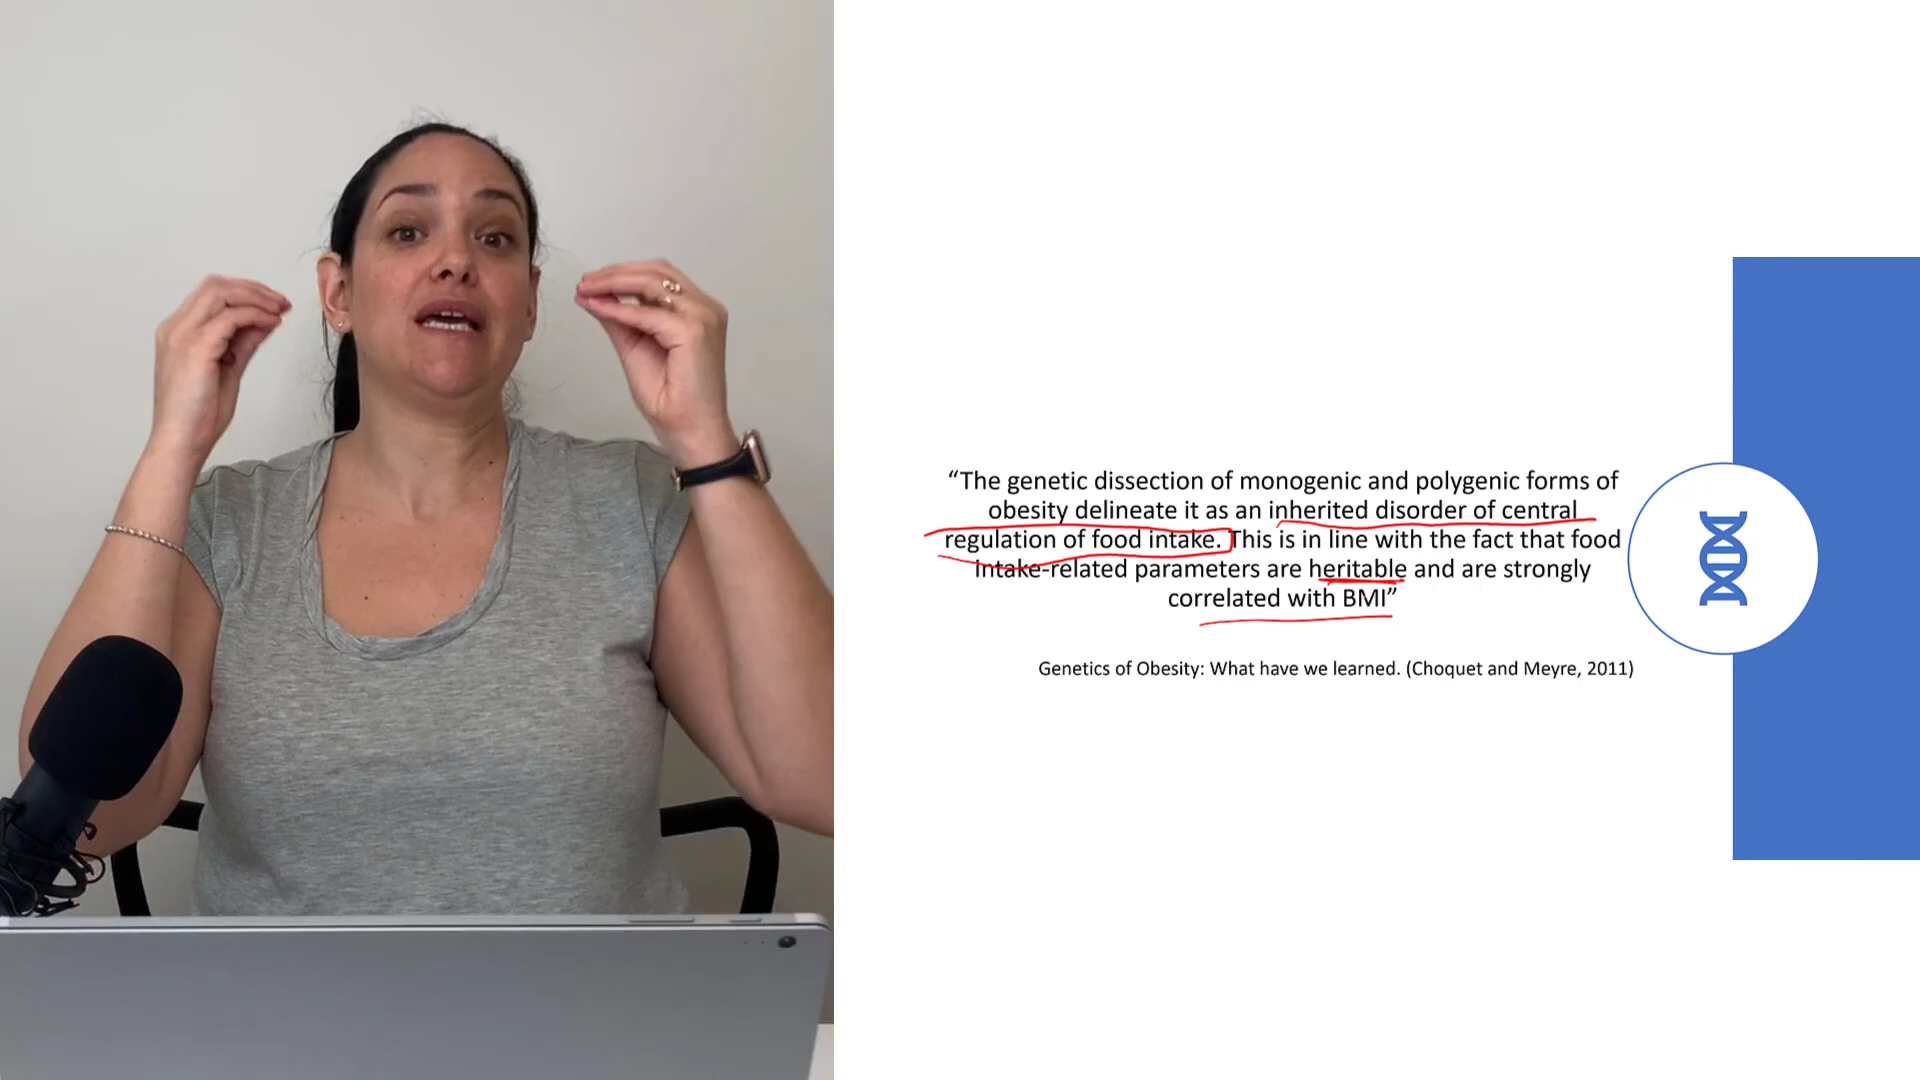 “The genetic dissection of monogenic and polygenic forms of
obesity delineate it as an inherited disorder of central
regulation of food intake. This is in line with the fact that food
intake-related parameters are heritable and are strongly
correlated with BMI”
Genetics of Obesity: What have we learned. (Choquet and Meyre, 2011)